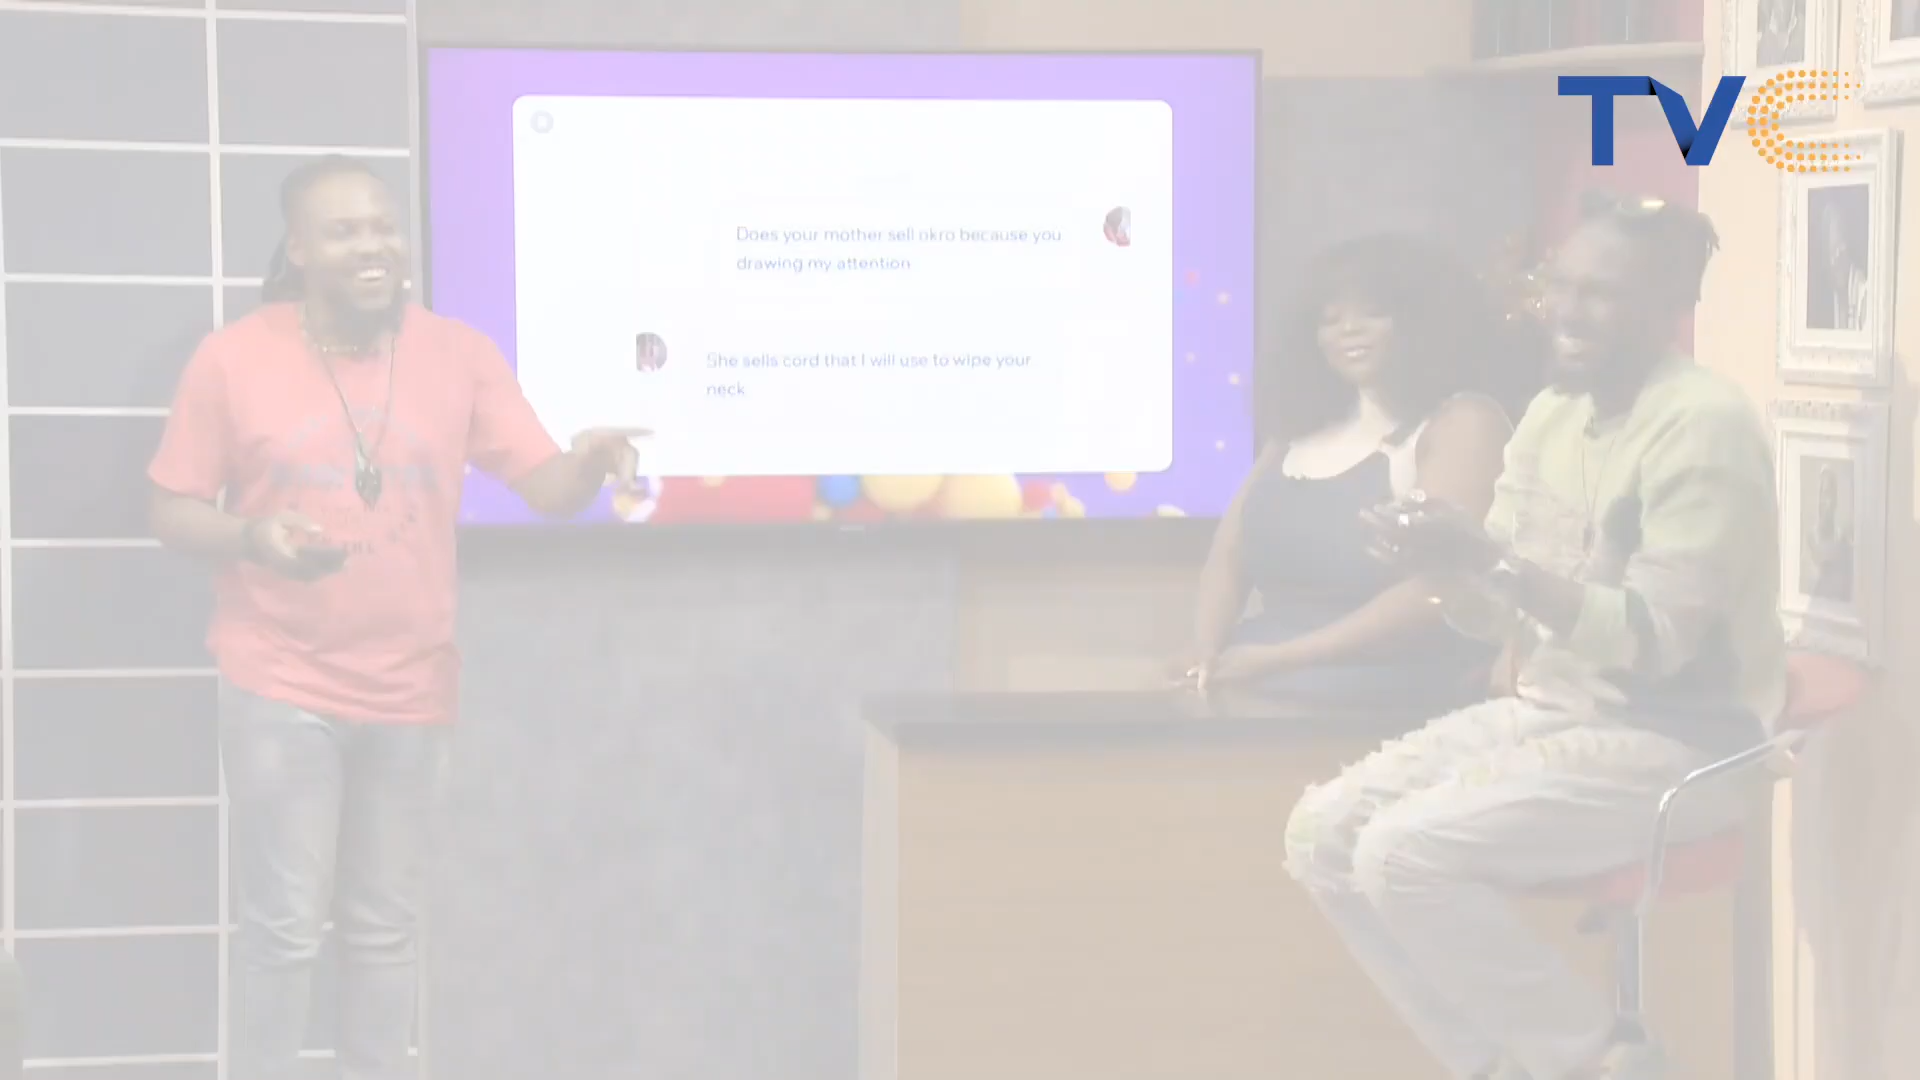 TVC
Does your mother sell okro because you
drawing my attention
She sells cord that I will use to wipe your
neck